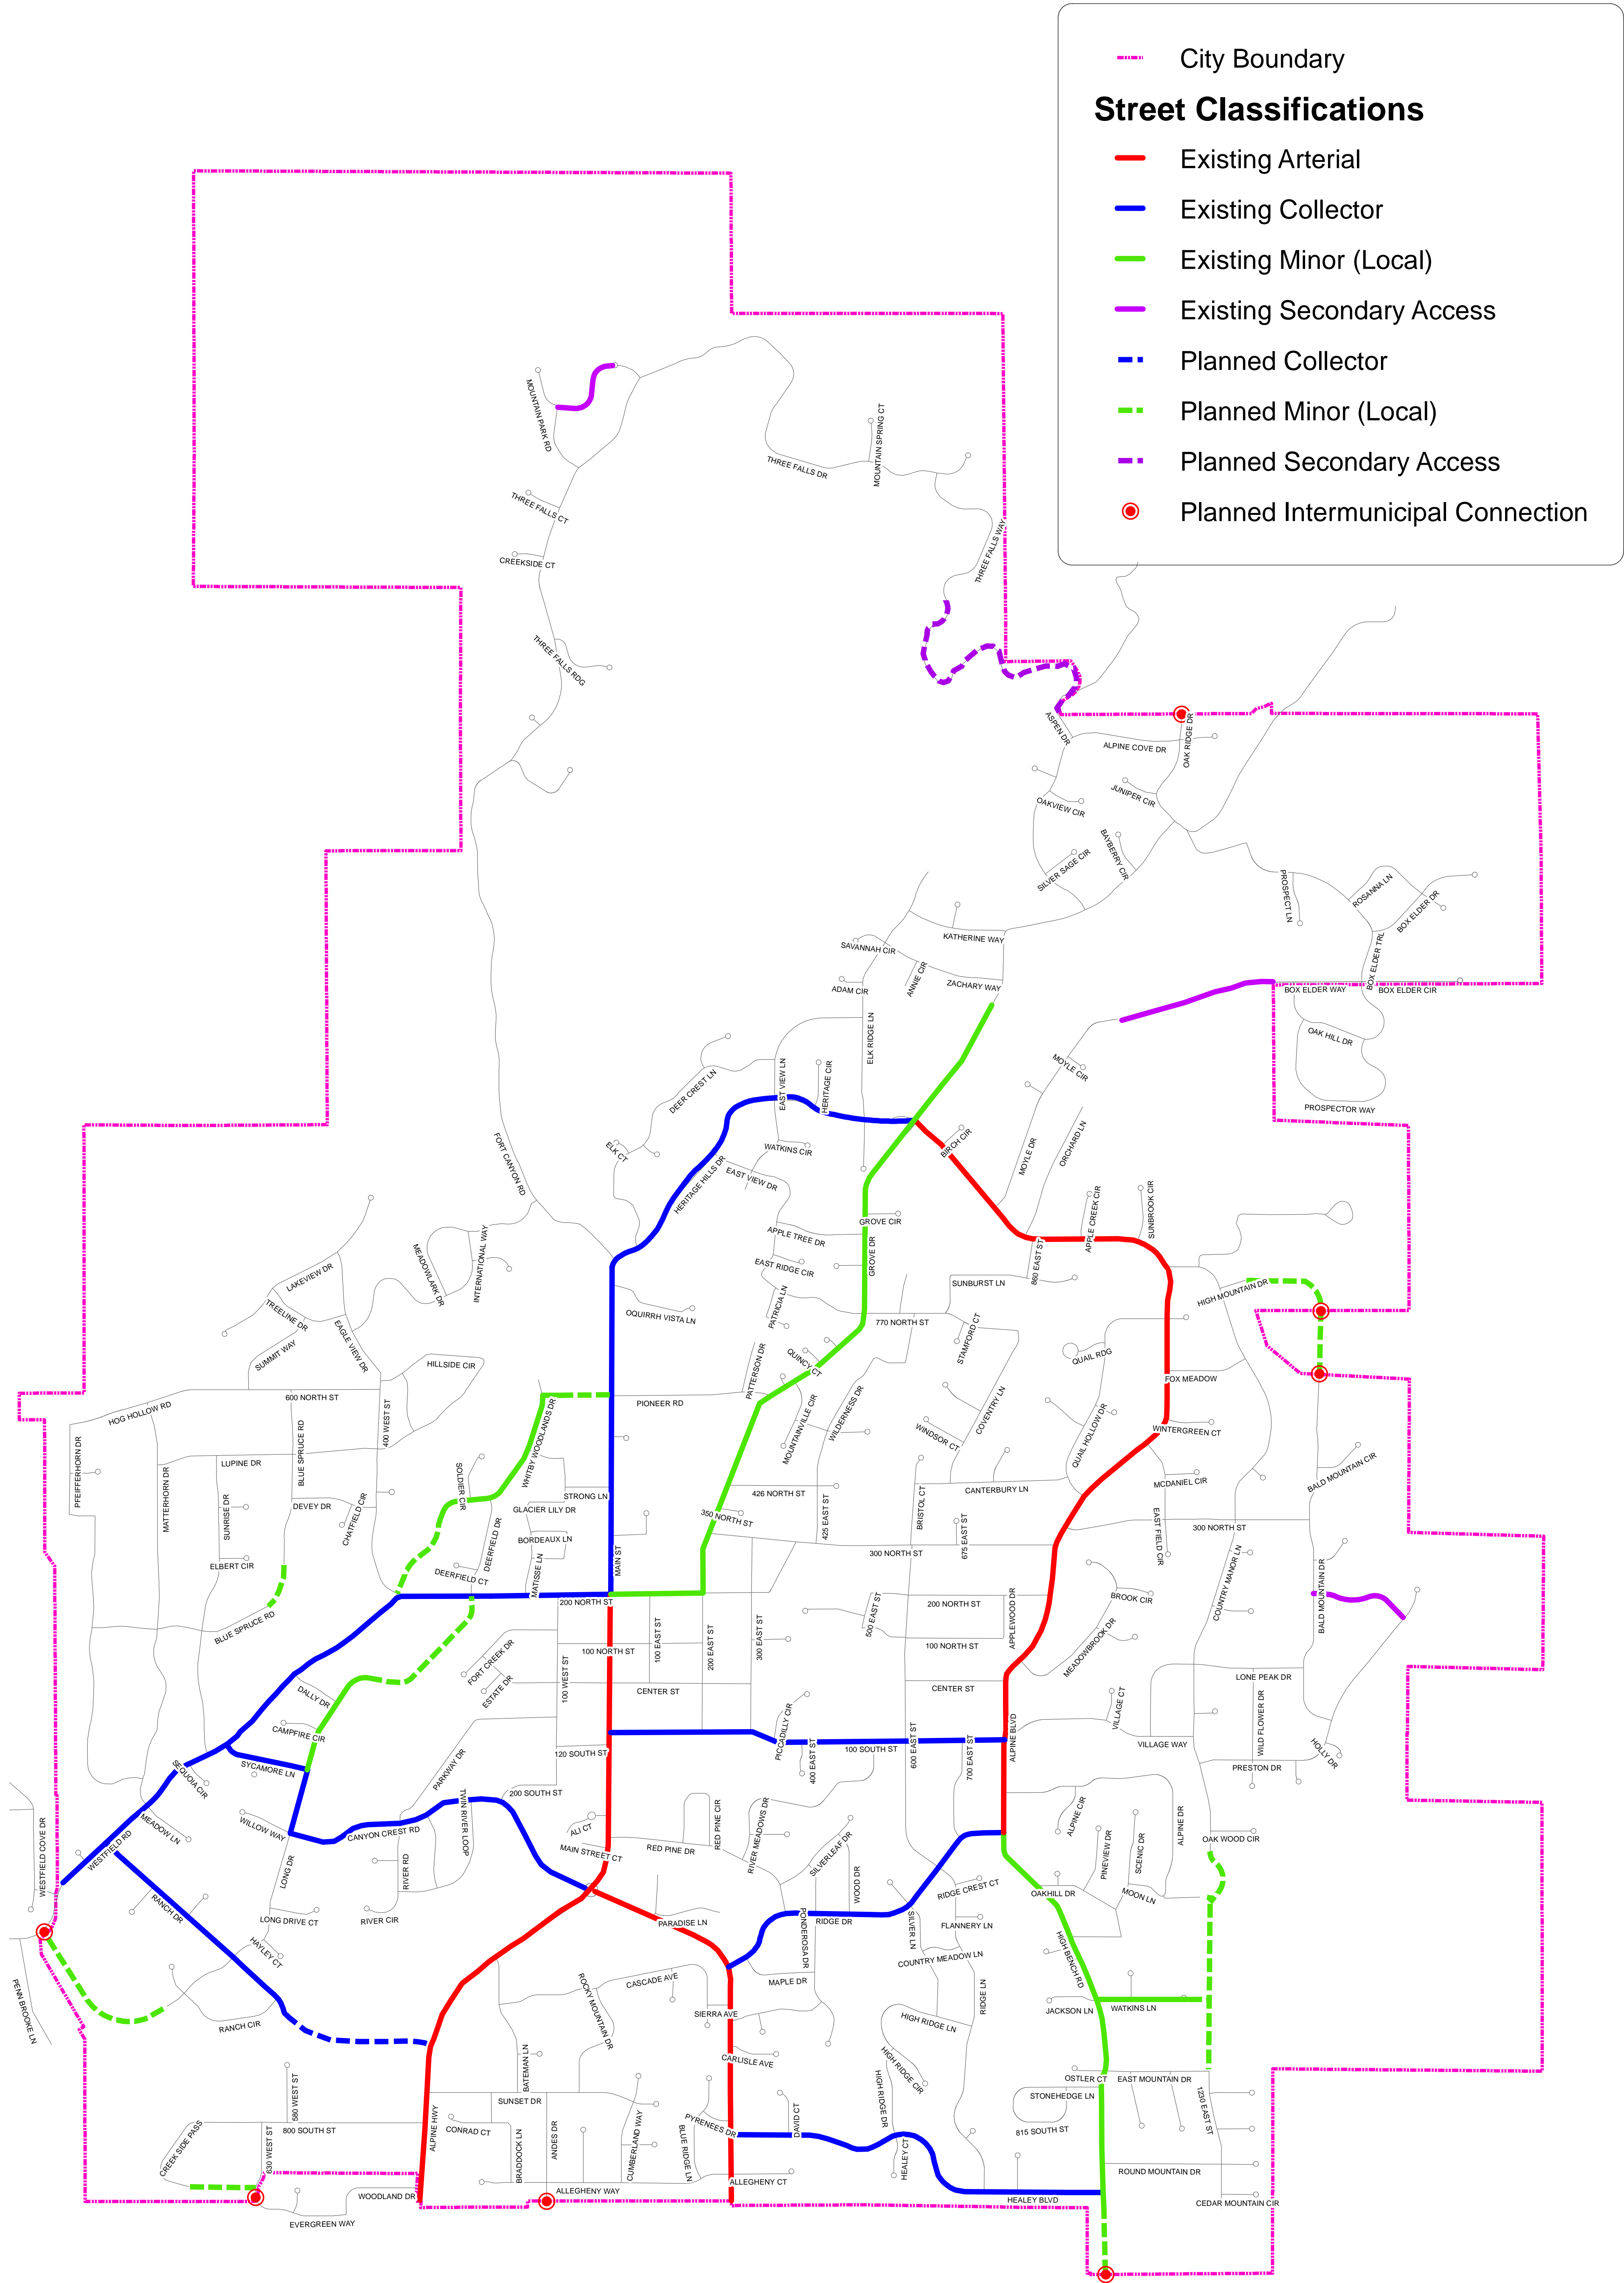 City Boundary
Street Classifications
Existing Arterial
Existing Collector
Existing Minor (Local)
Existing Secondary Access
Planned Collector
Planned Minor (Local)
Planned Secondary Access
Planned Intermunicipal Connection
MOUNTAIN PARK RD
MOUNTAIN SPRING CT
THREE FALLS DR
THREE FALLS CT
THREE FALLS WAY
CREEKSIDE CT
THREE FALLS RDG
ASPEN DR
ALPINE COVE DR
OAK RIDGE DR
JUNIPER CIR
OAKVIEW CIR
BAYBERRY CIR
SILVER SAGE CIR
PROSPECT LN
ROSANNA LN
BOX ELDER DR
KATHERINE WAY
SAVANNAH CIR
BOX ELDER TRL
ANNIE CIR
ZACHARY WAY
ADAM CIR
BOX ELDER WAY
BOX ELDER CIR
ELK RIDGE LN
OAK HILL DR
MOYLE CIR
DEER CREST LN
EAST VIEW LN
HERITAGE CIR
PROSPECTOR WAY
BIRCH CIR
ORCHARD LN
ELK CT
WATKINS CIR
MOYLE DR
FORT CANYON RD
HERITAGE HILLS DR
EAST VIEW DR
GROVE CIR
APPLE CREEK CIR
SUNBROOK CIR
APPLE TREE DR
INTERNATIONAL WAY
MEADOWLARK DR
GROVE DR
EAST RIDGE CIR
860 EAST ST
LAKEVIEW DR
SUNBURST LN
HIGH MOUNTAIN DR
PATRICIA LN
OQUIRRH VISTA LN
TREELINE DR
770 NORTH ST
EAGLE VIEW DR
STAMFORD CT
SUMMIT WAY
QUINCY CT
QUAIL RDG
HILLSIDE CIR
PATTERSON DR
FOX MEADOW
600 NORTH ST
PIONEER RD
HOG HOLLOW RD
400 WEST ST
WHITBY WOODLANDS DR
MOUNTAINVILLE CIR
WILDERNESS DR
COVENTRY LN
QUAIL HOLLOW DR
WINTERGREEN CT
WINDSOR CT
BLUE SPRUCE RD
PFEIFFERHORN DR
LUPINE DR
MATTERHORN DR
SOLDIER CIR
MCDANIEL CIR
BALD MOUNTAIN CIR
426 NORTH ST
CANTERBURY LN
STRONG LN
SUNRISE DR
DEVEY DR
CHATFIELD CIR
GLACIER LILY DR
350 NORTH ST
425 EAST ST
BRISTOL CT
675 EAST ST
EAST FIELD CIR
300 NORTH ST
DEERFIELD DR
BORDEAUX LN
300 NORTH ST
ELBERT CIR
DEERFIELD CT
MATISSE LN
MAIN ST
COUNTRY MANOR LN
BALD MOUNTAIN DR
200 NORTH ST
BROOK CIR
200 NORTH ST
500 EAST ST
APPLEWOOD DR
BLUE SPRUCE RD
100 NORTH ST
100 EAST ST
200 EAST ST
300 EAST ST
100 NORTH ST
MEADOWBROOK DR
FORT CREEK DR
ESTATE DR
100 WEST ST
CENTER ST
CENTER ST
LONE PEAK DR
DALLY DR
VILLAGE CT
WILD FLOWER DR
CAMPFIRE CIR
PICCADILLY CIR
600 EAST ST
ALPINE BLVD
VILLAGE WAY
HOLLY DR
120 SOUTH ST
100 SOUTH ST
400 EAST ST
700 EAST ST
SEQUOIA CIR
SYCAMORE LN
PARKWAY DR
PRESTON DR
200 SOUTH ST
TWIN RIVER LOOP
RED PINE CIR
RIVER MEADOWS DR
ALPINE CIR
ALPINE DR
MEADOW LN
WILLOW WAY
CANYON CREST RD
ALI CT
OAK WOOD CIR
WESTFIELD RD
MAIN STREET CT
RED PINE DR
SILVERLEAF DR
PINEVIEW DR
SCENIC DR
WESTFIELD COVE DR
LONG DR
RIVER RD
WOOD DR
RIDGE CREST CT
OAKHILL DR
MOON LN
RANCH DR
LONG DRIVE CT
RIVER CIR
PARADISE LN
PONDEROSA DR
RIDGE DR
SILVER LN
FLANNERY LN
HAYLEY CT
COUNTRY MEADOW LN
HIGH BENCH RD
PENN BROOKE LN
CASCADE AVE
MAPLE DR
ROCKY MOUNTAIN DR
RIDGE LN
JACKSON LN
WATKINS LN
RANCH CIR
SIERRA AVE
HIGH RIDGE LN
BATEMAN LN
CARLISLE AVE
HIGH RIDGE CIR
OSTLER CT
EAST MOUNTAIN DR
580 WEST ST
SUNSET DR
HIGH RIDGE DR
STONEHEDGE LN
1230 EAST ST
800 SOUTH ST
ALPINE HWY
CONRAD CT
ANDES DR
CUMBERLAND WAY
PYRENEES DR
DAVID CT
815 SOUTH ST
CREEK SIDE PASS
630 WEST ST
BRADDOCK LN
BLUE RIDGE LN
HEALEY CT
ROUND MOUNTAIN DR
ALLEGHENY CT
WOODLAND DR
ALLEGHENY WAY
HEALEY BLVD
CEDAR MOUNTAIN CIR
EVERGREEN WAY